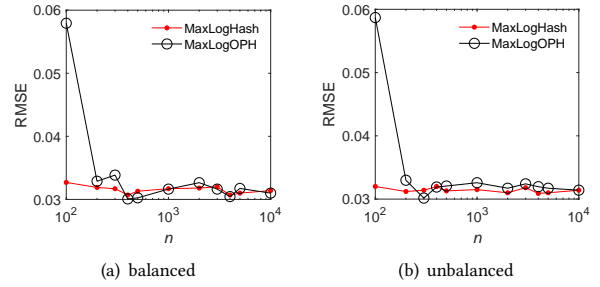 0.06
MaxLogHash
MaxLogOPH
0.05
RMSE
0.04
0.03
10^2
10^3
10^4
n
(a) balanced
0.06
MaxLogHash
MaxLogOPH
0.05
RMSE
0.04
0.03
10^2
10^3
10^4
n
(b) unbalanced